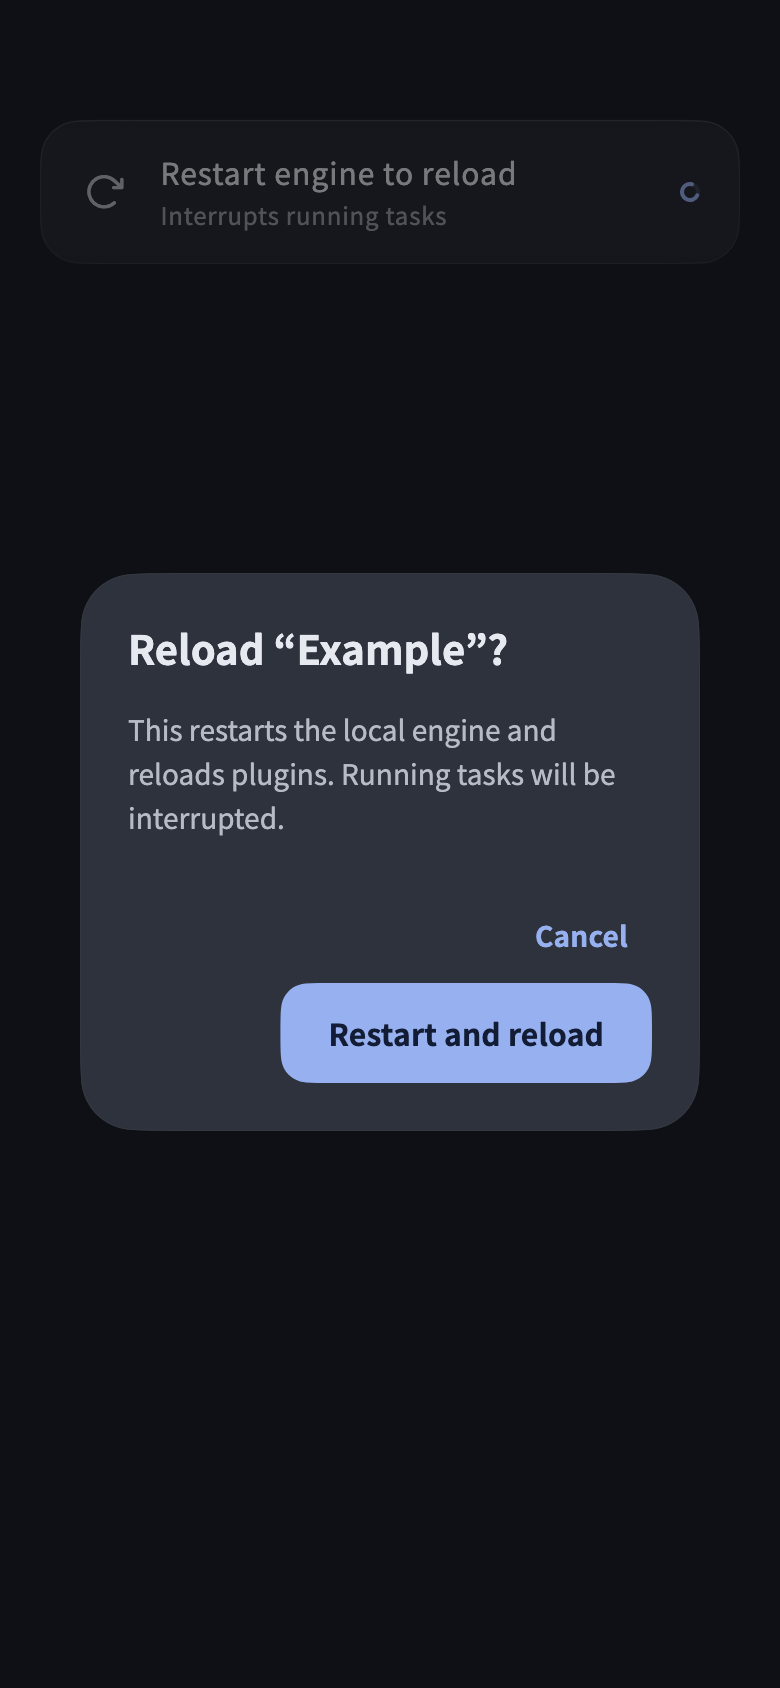 Restart engine to reload
Interrupts running tasks
Reload “Example”?
This restarts the local engine and
reloads plugins. Running tasks will be
interrupted.
Cancel
Restart and reload